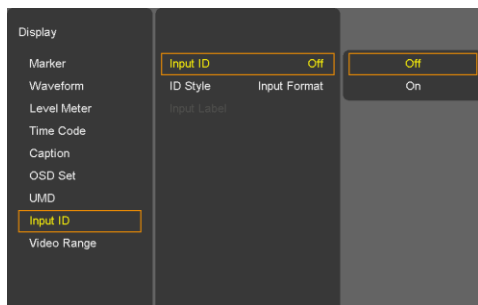 Display
Marker
Waveform
Level Meter
Time Code
Caption
OSD Set
UMD
Input ID
Video Range
Input ID Off
ID Style Input Format
Input Label
Off
On